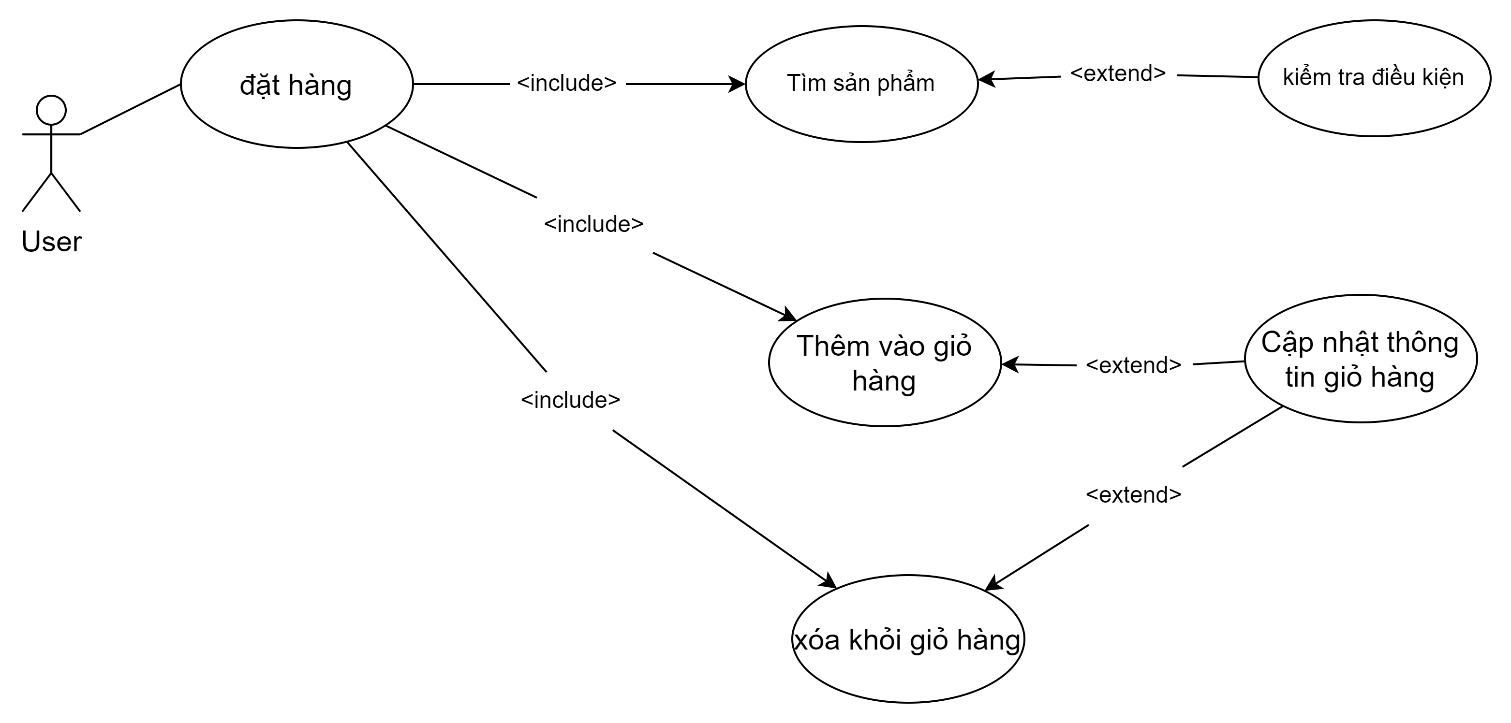 đặt hàng
<include>
Tìm sản phẩm
<extend>
kiểm tra điều kiện
User
<include>
Thêm vào giỏ
hàng
<extend>
Cập nhật thông
tin giỏ hàng
<include>
<extend>
xóa khỏi giỏ hàng